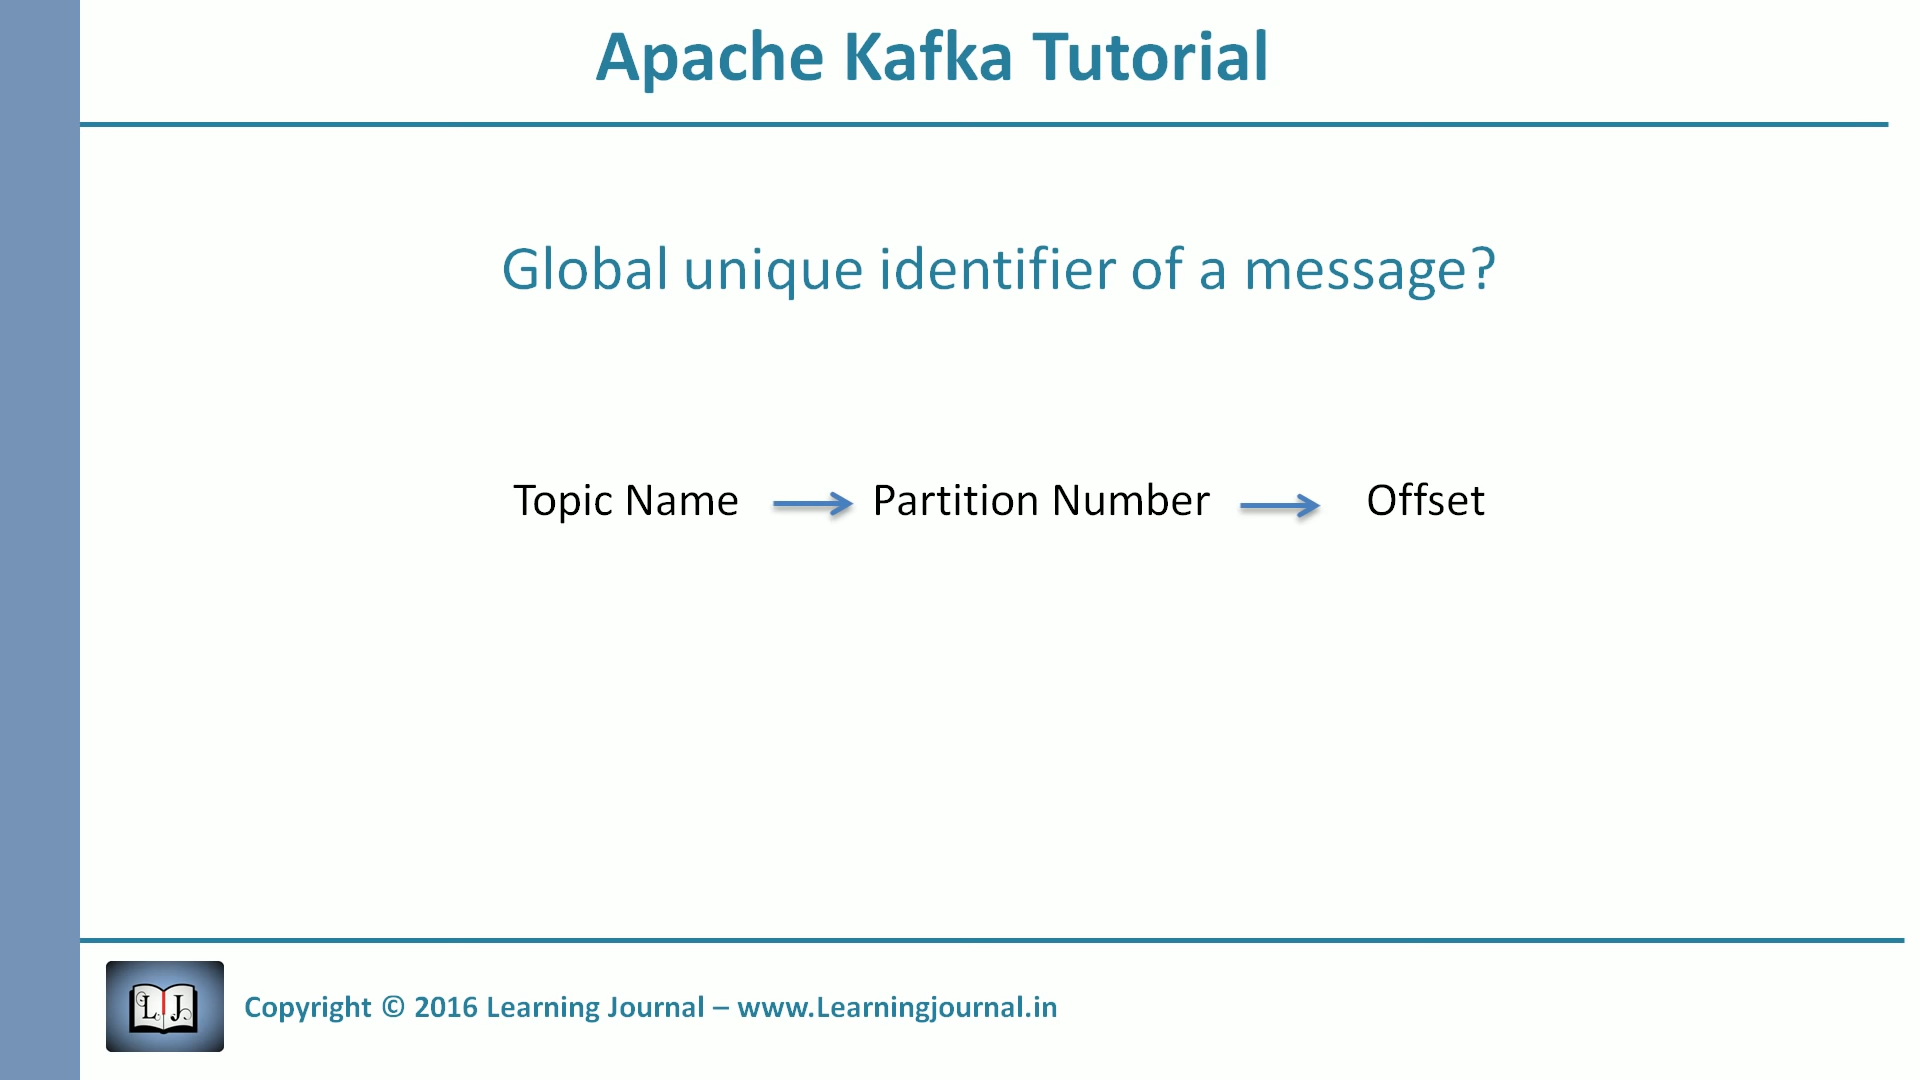 Apache Kafka Tutorial
Global unique identifier of a message?
Topic Name Partition Number Offset
L J
Copyright © 2016 Learning Journal – www.Learningjournal.in